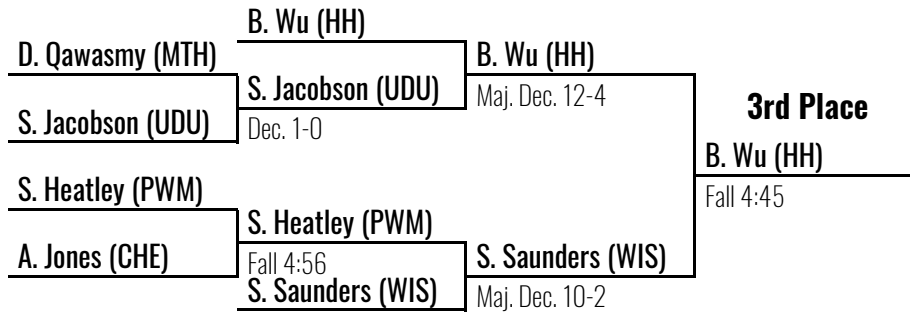 B. Wu (HH)
D. Qawasmy (MTH)
B. Wu (HH)
S. Jacobson (UDU)
Maj. Dec. 12-4
3rd Place
S. Jacobson (UDU)
Dec. 1-0
B. Wu (HH)
S. Heatley (PWM)
Fall 4:45
S. Heatley (PWM)
A. Jones (CHE)
Fall 4:56
S. Saunders (WIS)
S. Saunders (WIS)
Maj. Dec. 10-2